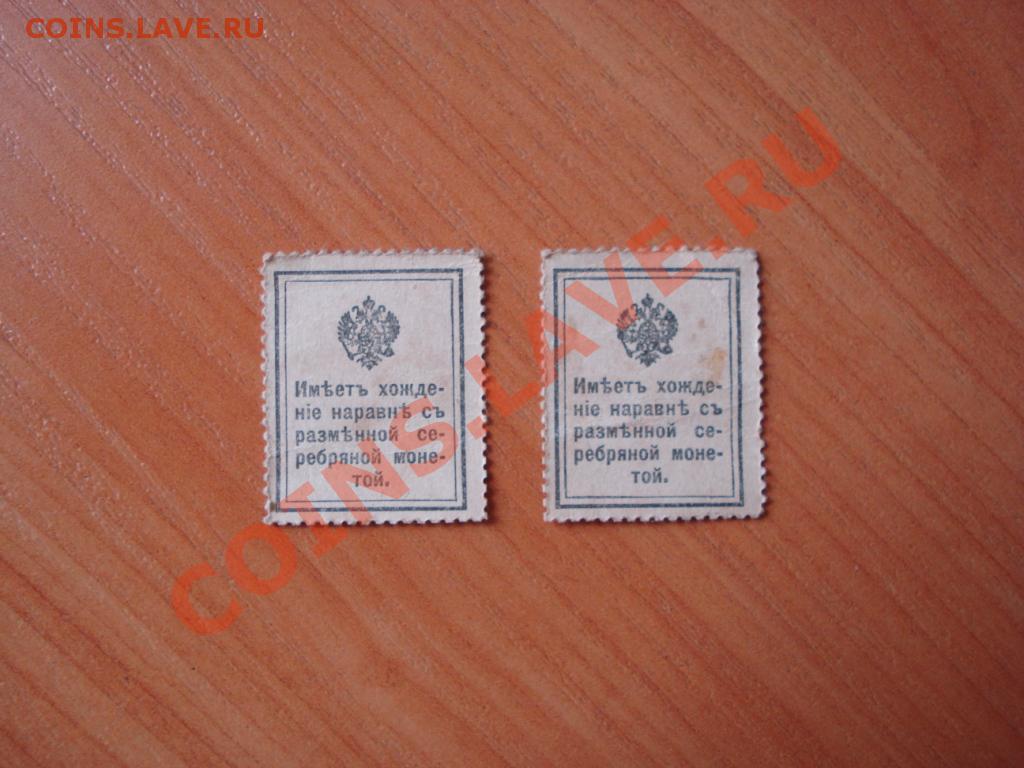 COINS.LAVE.RU
COINS.LAVE.RU
Имѣетъ хожде-
ніе наравнѣ съ
размѣнной се-
ребряной моне-
той.
Имѣетъ хожде-
ніе наравнѣ съ
размѣнной се-
ребряной моне-
той.